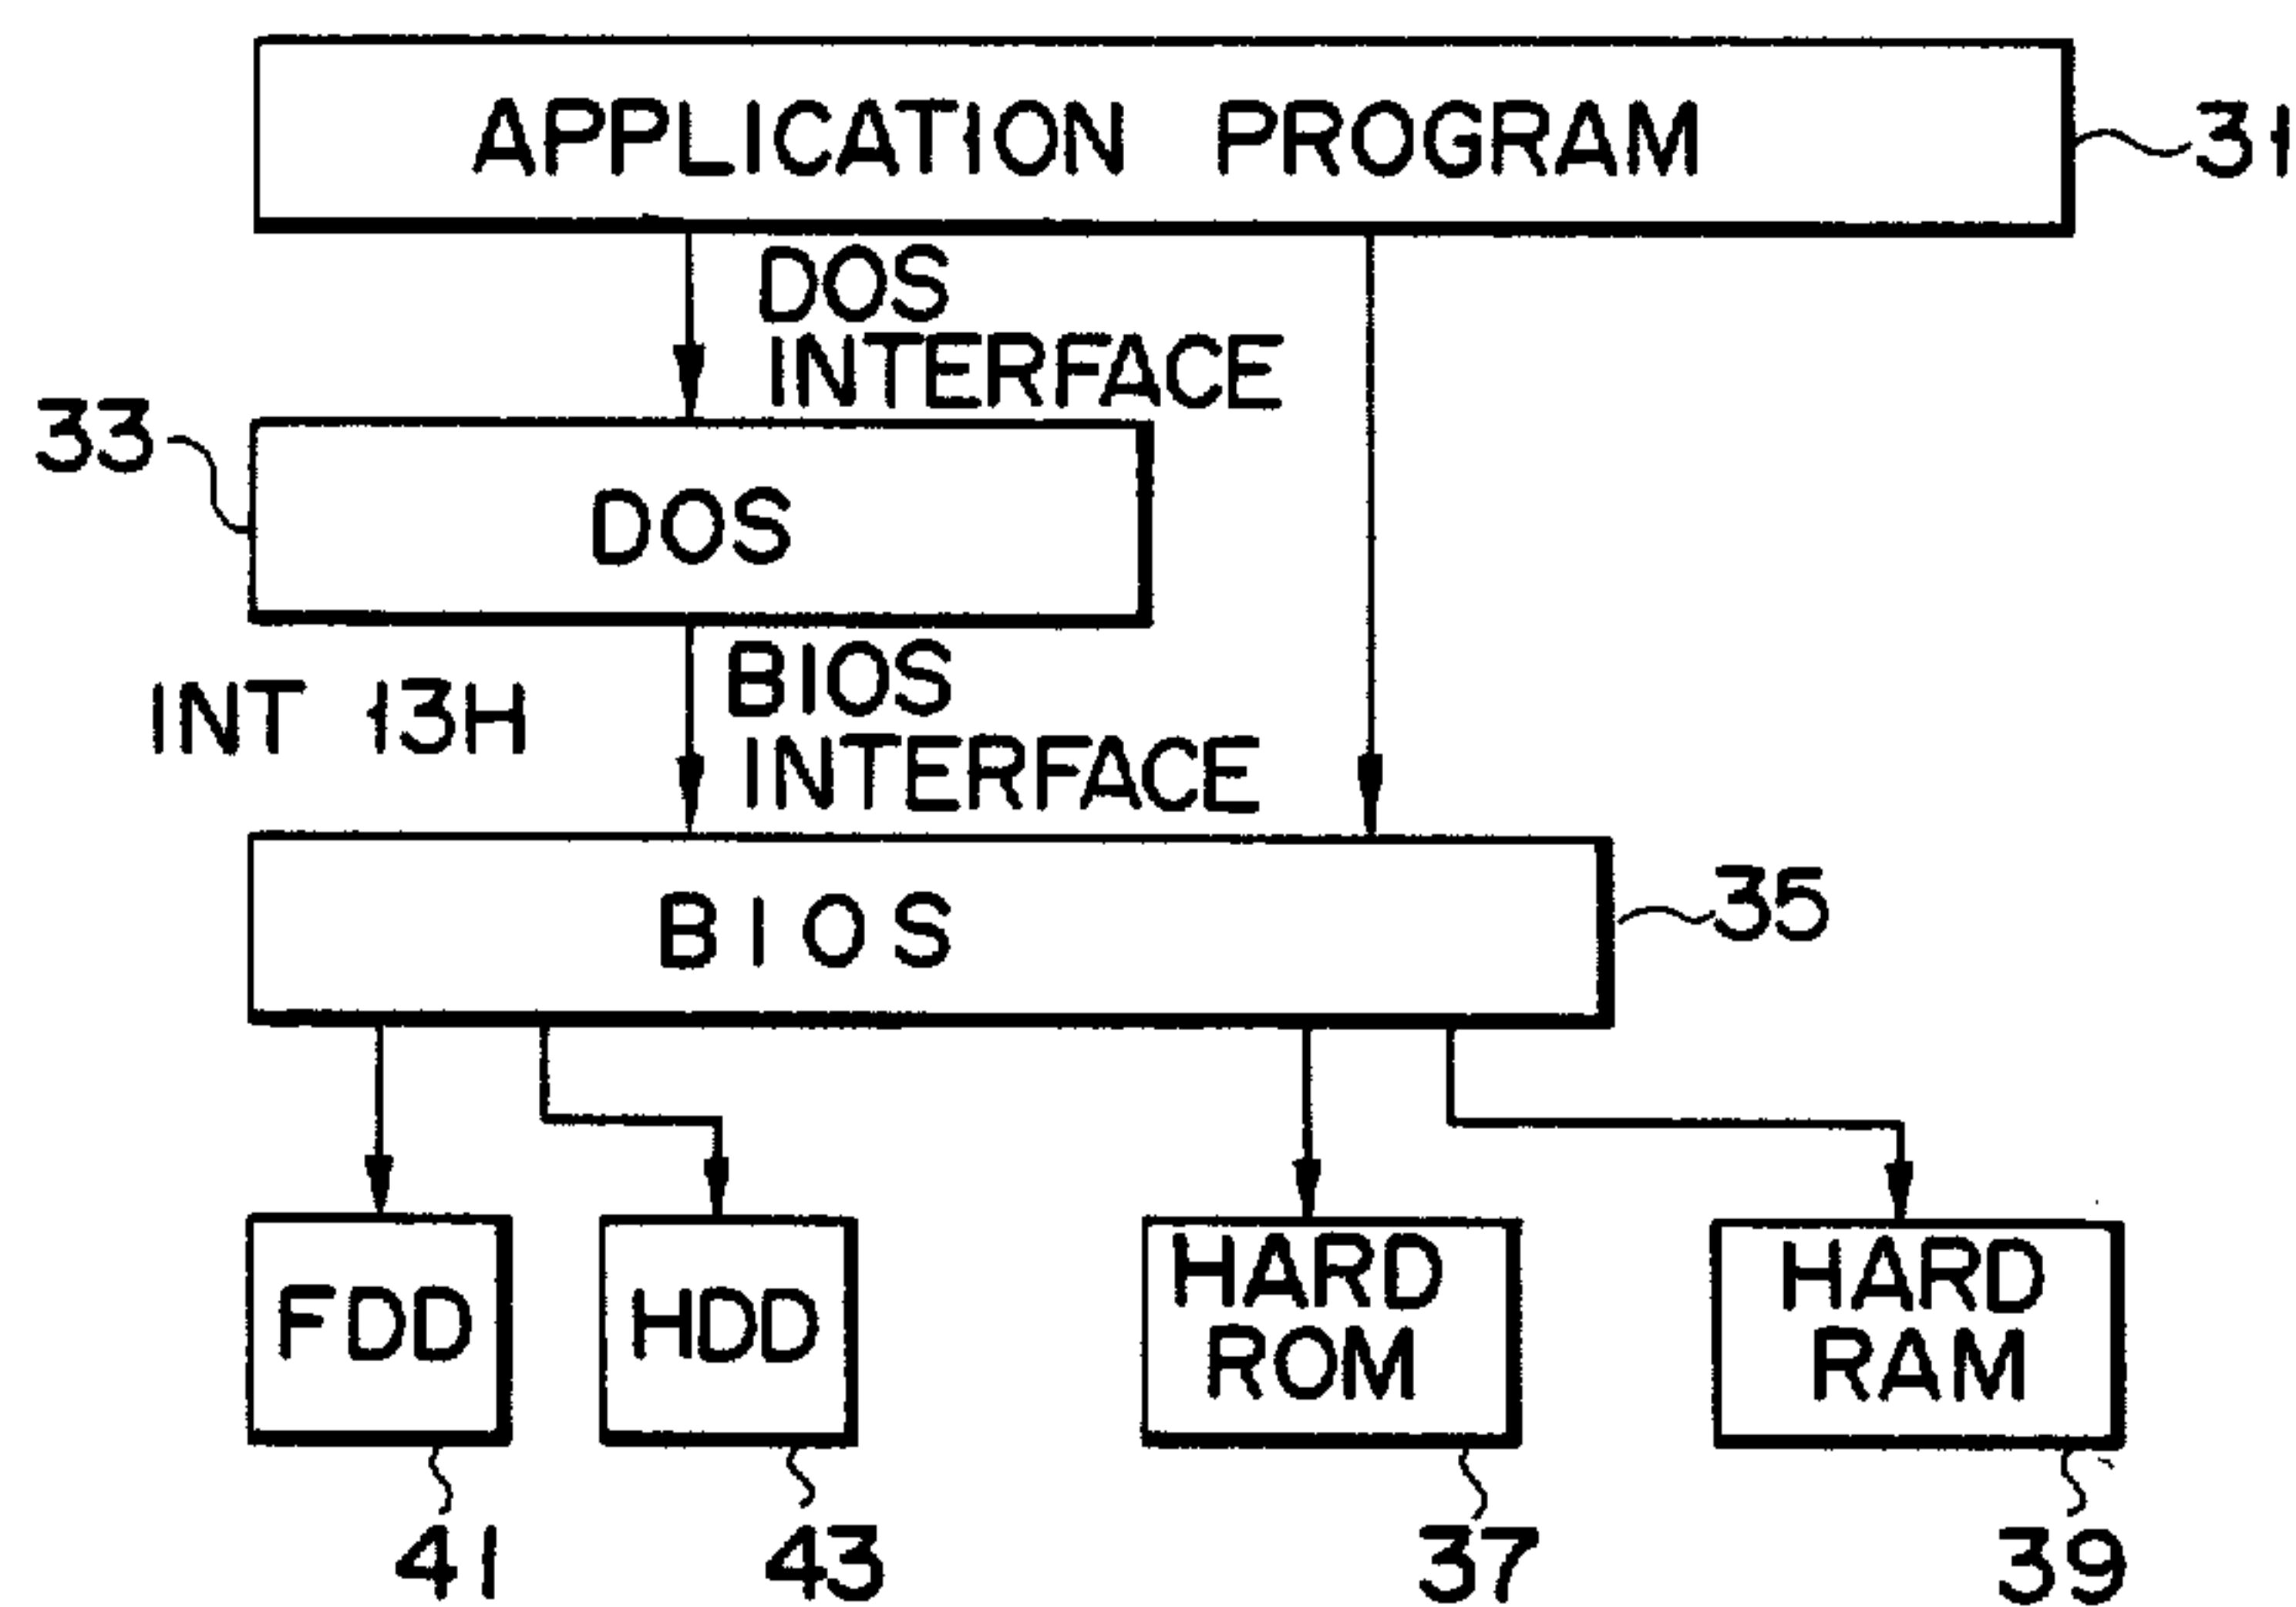 APPLICATION PROGRAM
31
DOS
INTERFACE
33
DOS
INT 13H
BIOS
INTERFACE
BIOS
35
FDD
HDD
HARD
ROM
HARD
RAM
41
43
37
39